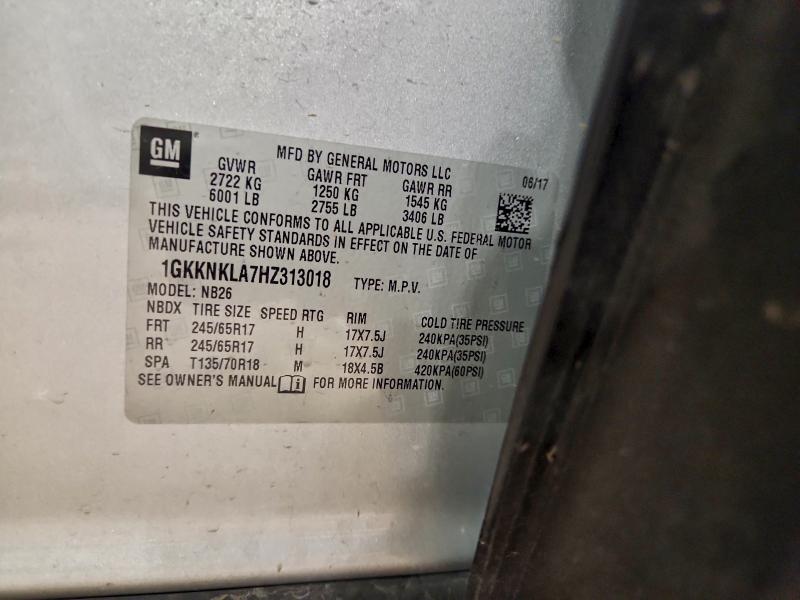 GM
MFD BY GENERAL MOTORS LLC
06/17
GVWR GAWR FRT GAWR RR
2722 KG 1250 KG 1545 KG
6001 LB 2755 LB 3406 LB
THIS VEHICLE CONFORMS TO ALL APPLICABLE U.S. FEDERAL MOTOR
VEHICLE SAFETY STANDARDS IN EFFECT ON THE DATE OF
MANUFACTURE SHOWN ABOVE.
1GKKNKLA7HZ313018 TYPE: M.P.V.
MODEL: NB26
NBDX TIRE SIZE SPEED RTG RIM COLD TIRE PRESSURE
FRT 245/65R17 H 17X7.5J 240KPA(35PSI)
RR 245/65R17 H 17X7.5J 240KPA(35PSI)
SPA T135/70R18 M 18X4.5B 420KPA(60PSI)
SEE OWNER'S MANUAL i FOR MORE INFORMATION.